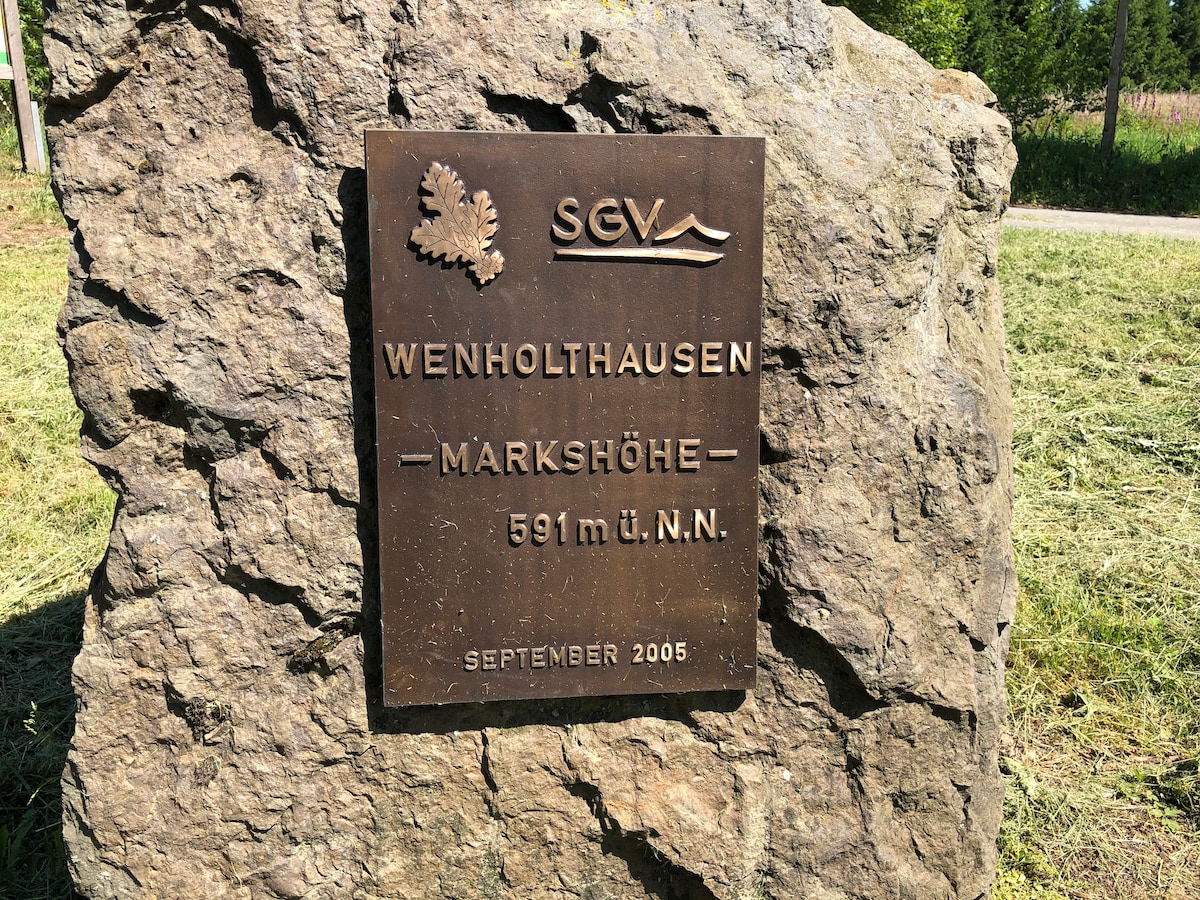 SGV
WENHOLTHAUSEN
—MARKSHÖHE—
591 m ü. N.N.
SEPTEMBER 2005